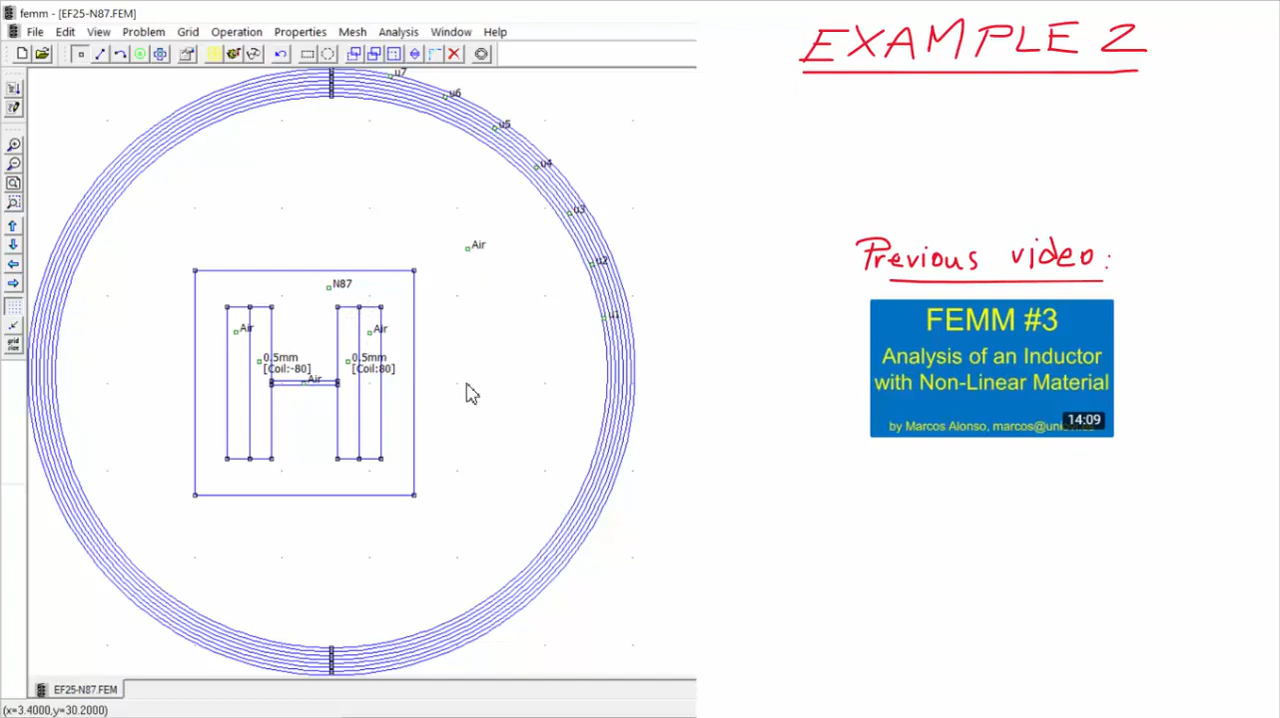 femm - [EF25-N87.FEM]
File Edit View Problem Grid Operation Properties Mesh Analysis Window Help
u7
u6
u5
u4
u3
u2
u1
Air
N87
Air
Air
0.5mm
[Coil:-80]
0.5mm
[Coil:80]
Air
grid
size
EF25-N87.FEM
(x=3.4000,y=30.2000)
EXAMPLE 2
Previous video:
FEMM #3
Analysis of an Inductor
with Non-Linear Material
14:09
by Marcos Alonso,